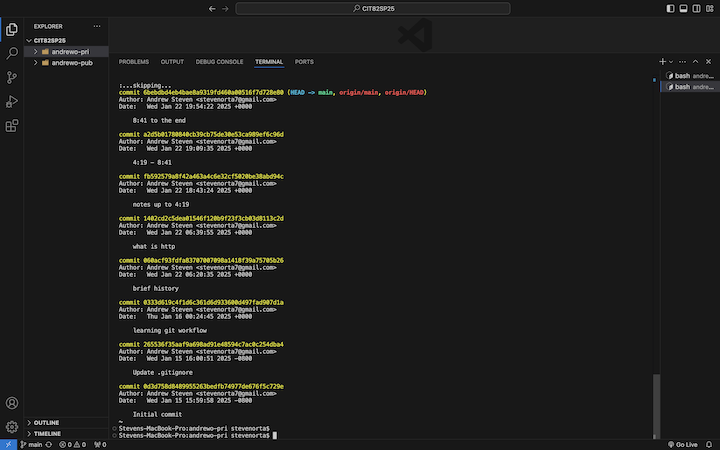 CIT82SP25
EXPLORER
CIT82SP25
andrewo-pri
andrewo-pub
PROBLEMS OUTPUT DEBUG CONSOLE TERMINAL PORTS
bash andre...
bash andre...
:...skipping...
commit 6bebdbd4eb4bae8a9319fd460a00516f7d728e80 (HEAD -> main, origin/main, origin/HEAD)
Author: Andrew Steven <stevenorta7@gmail.com>
Date: Wed Jan 22 19:54:22 2025 +0000
8:41 to the end
commit a2d5b01780840cb39cb75de30e53ca989ef6c96d
Author: Andrew Steven <stevenorta7@gmail.com>
Date: Wed Jan 22 19:09:35 2025 +0000
4:19 - 8:41
commit fb592579a8f42a463a4c6e32cf5020be38abd94c
Author: Andrew Steven <stevenorta7@gmail.com>
Date: Wed Jan 22 18:43:24 2025 +0000
notes up to 4:19
commit 1402cd2c5dea01546f120b9f23f3cb03d8113c2d
Author: Andrew Steven <stevenorta7@gmail.com>
Date: Wed Jan 22 06:39:55 2025 +0000
what is http
commit 060acf93fdfa83707007098a1418f39a75705b26
Author: Andrew Steven <stevenorta7@gmail.com>
Date: Wed Jan 22 06:20:35 2025 +0000
brief history
commit 0333d619c4f1d6c361d6d933600d497fad907d1a
Author: Andrew Steven <stevenorta7@gmail.com>
Date: Thu Jan 16 00:24:45 2025 +0000
learning git workflow
commit 265536f35aaf9a698ad91e48594c7ac0c254dba4
Author: Andrew Steven <stevenorta7@gmail.com>
Date: Wed Jan 15 16:00:51 2025 -0800
Update .gitignore
commit 0d3d758d8489955263bedfb74977de676f5c729e
Author: Andrew Steven <stevenorta7@gmail.com>
Date: Wed Jan 15 15:59:58 2025 -0800
Initial commit
~
Stevens-MacBook-Pro:andrewo-pri stevenorta$
Stevens-MacBook-Pro:andrewo-pri stevenorta$
OUTLINE
TIMELINE
main 0 0 0 Go Live